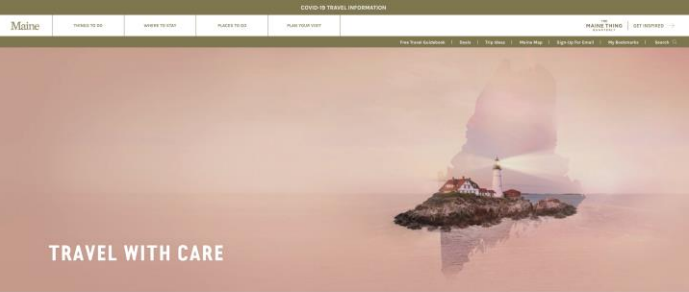 COVID-19 TRAVEL INFORMATION
Maine
THINGS TO DO
WHERE TO STAY
PLACES TO GO
PLAN YOUR VISIT
THE
MAINE THING
QUARTERLY
GET INSPIRED
Free Travel Guidebook | Deals | Trip Ideas | Maine Map | Sign Up for Email | My Bookmarks | Search
TRAVEL WITH CARE